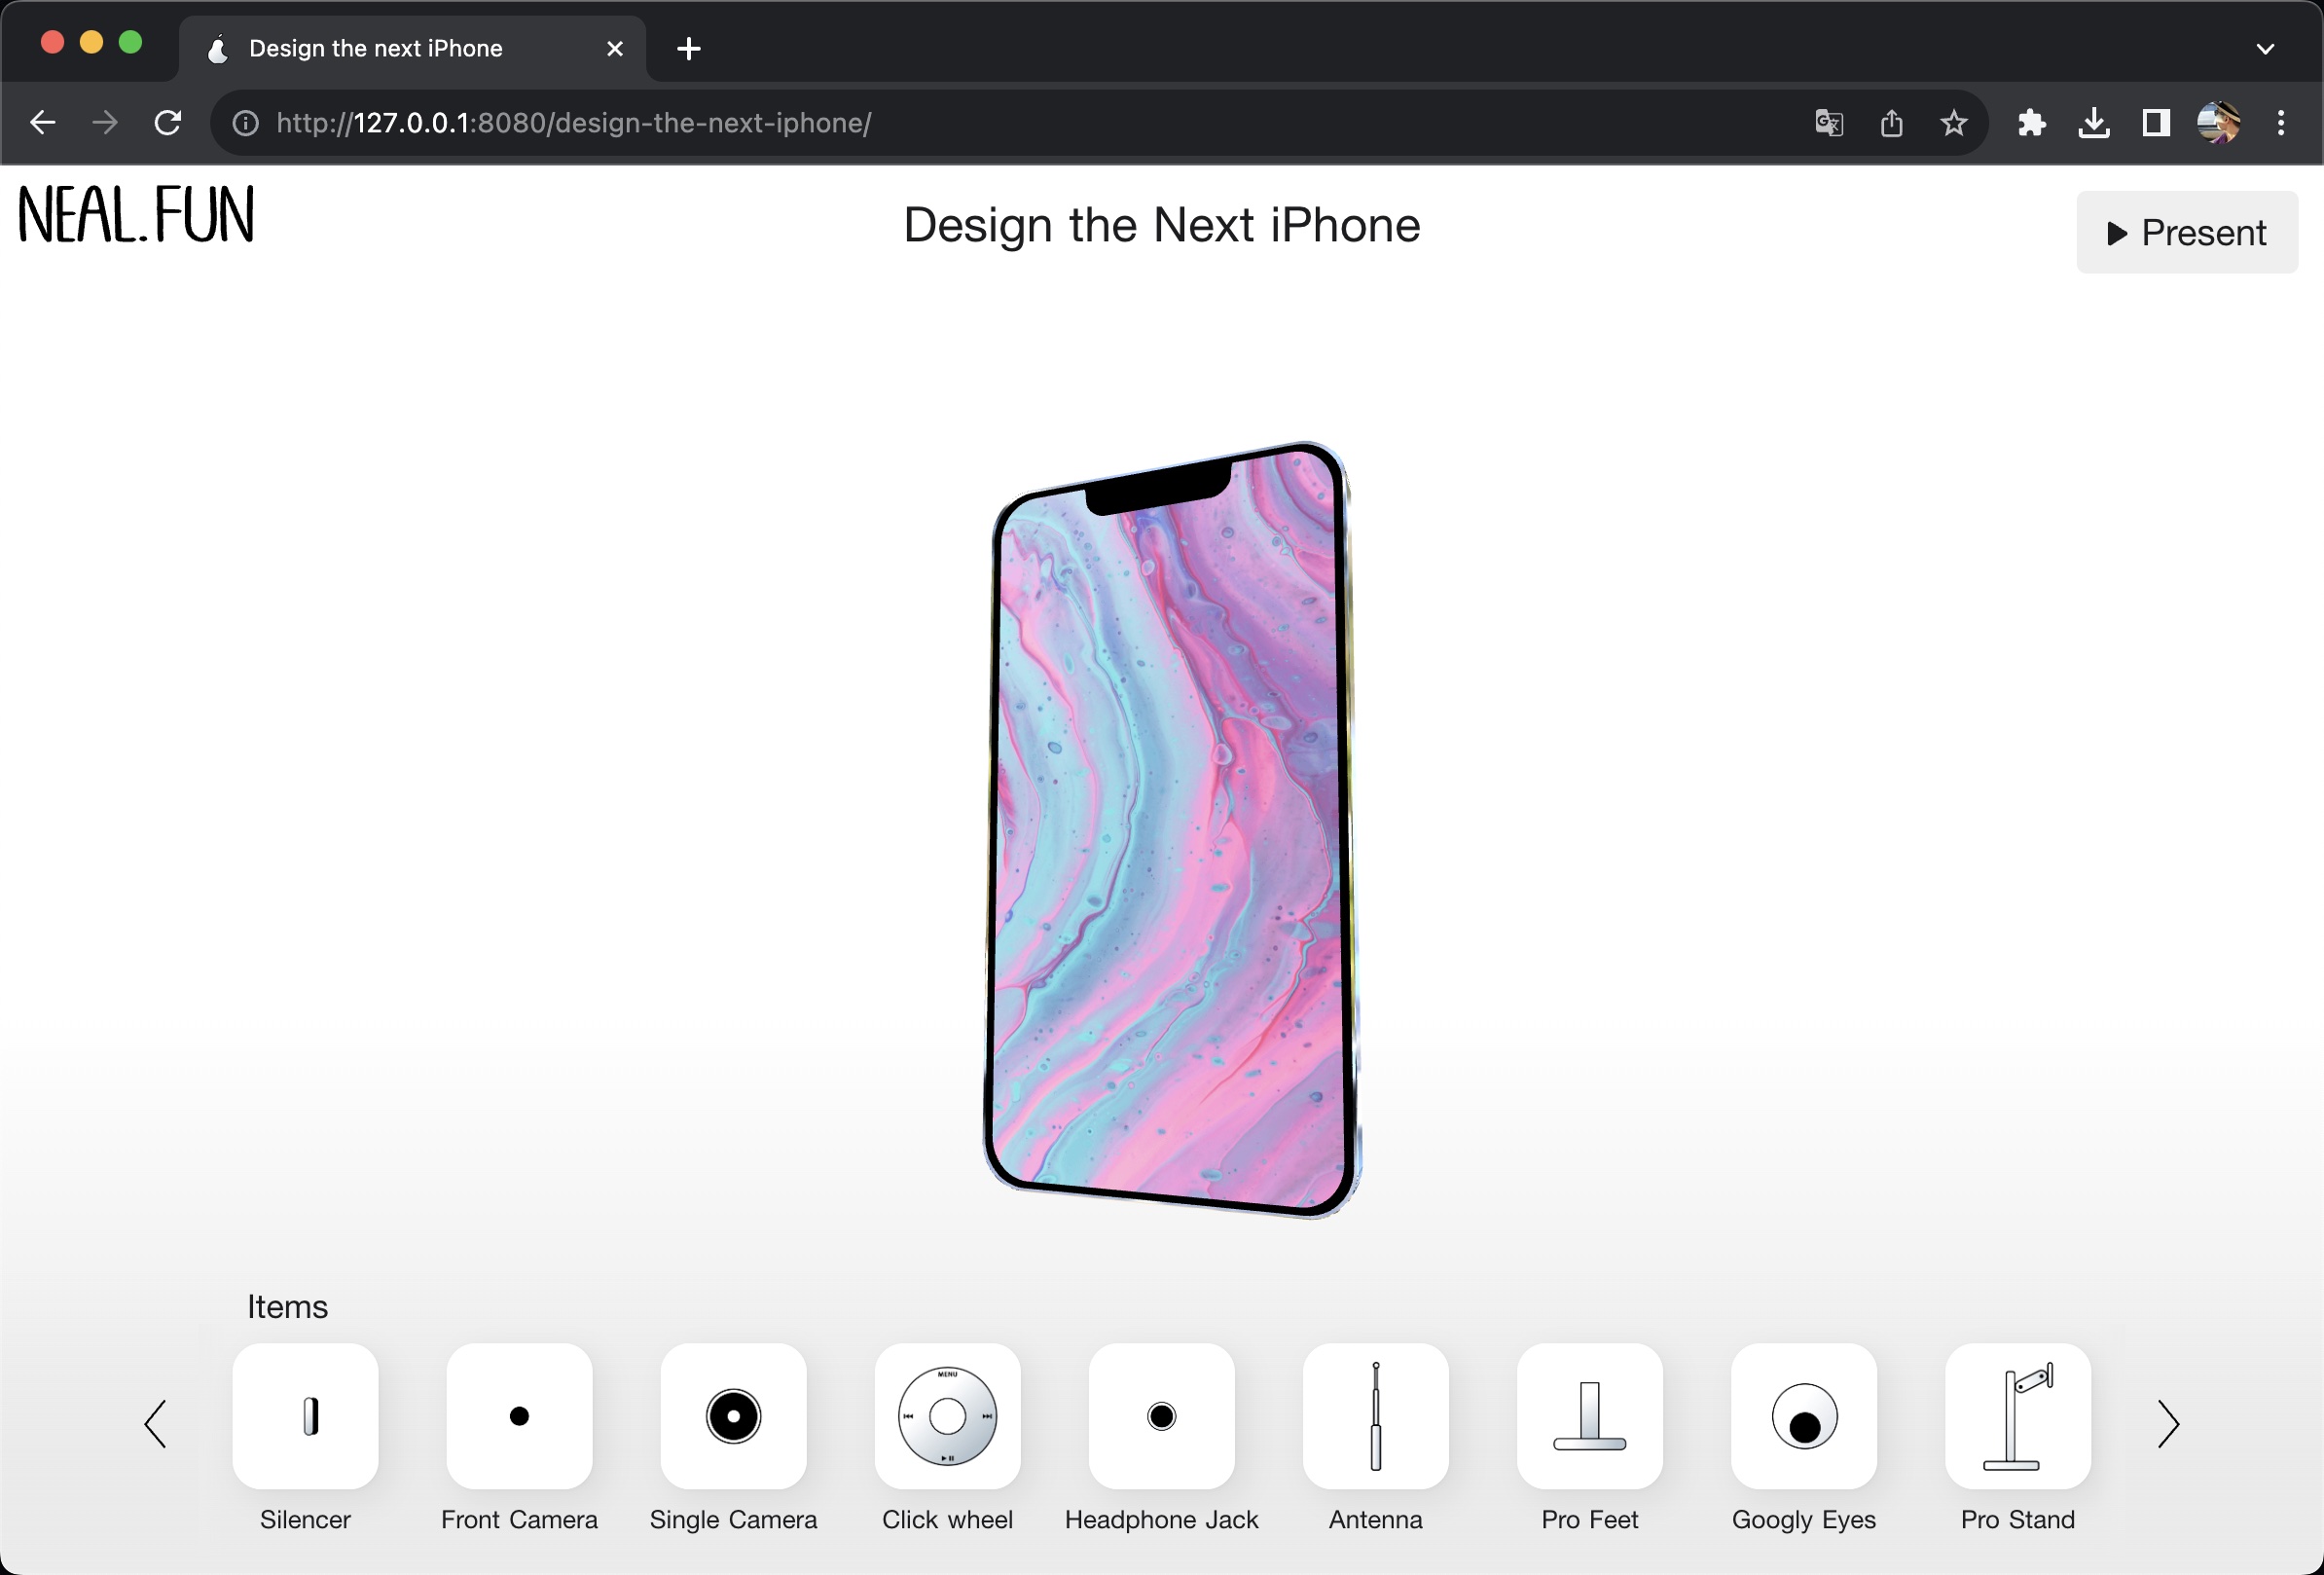 Design the next iPhone
http://127.0.0.1:8080/design-the-next-iphone/
NEAL.FUN
Design the Next iPhone
Present
Items
MENU
Silencer
Front Camera
Single Camera
Click wheel
Headphone Jack
Antenna
Pro Feet
Googly Eyes
Pro Stand